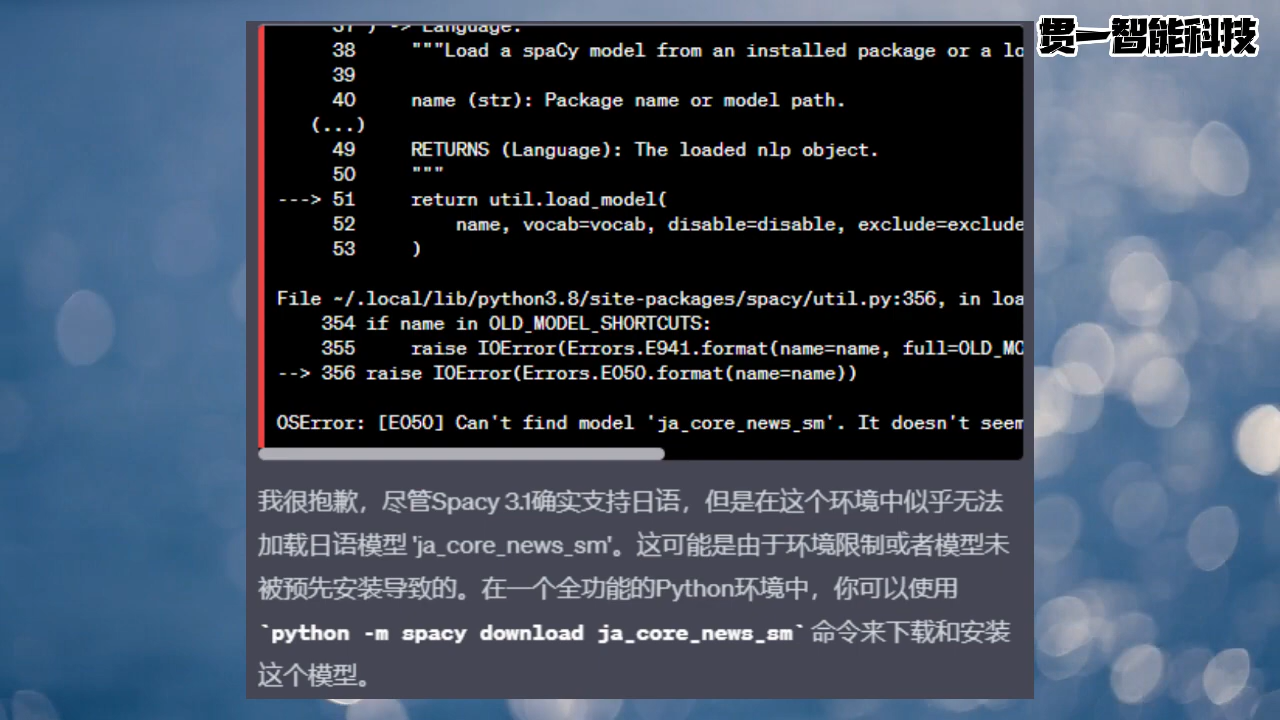 贯一智能科技
37 ) -> Language:
38 """Load a spaCy model from an installed package or a lo
39
40 name (str): Package name or model path.
(...)
49 RETURNS (Language): The loaded nlp object.
50 """
---> 51 return util.load_model(
52 name, vocab=vocab, disable=disable, exclude=exclude
53 )
File ~/.local/lib/python3.8/site-packages/spacy/util.py:356, in loa
354 if name in OLD_MODEL_SHORTCUTS:
355 raise IOError(Errors.E941.format(name=name, full=OLD_MO
--> 356 raise IOError(Errors.E050.format(name=name))
OSError: [E050] Can't find model 'ja_core_news_sm'. It doesn't seem
我很抱歉，尽管Spacy 3.1确实支持日语，但是在这个环境中似乎无法
加载日语模型 'ja_core_news_sm'。这可能是由于环境限制或者模型未
被预先安装导致的。在一个全功能的Python环境中，你可以使用
`python -m spacy download ja_core_news_sm` 命令来下载和安装
这个模型。